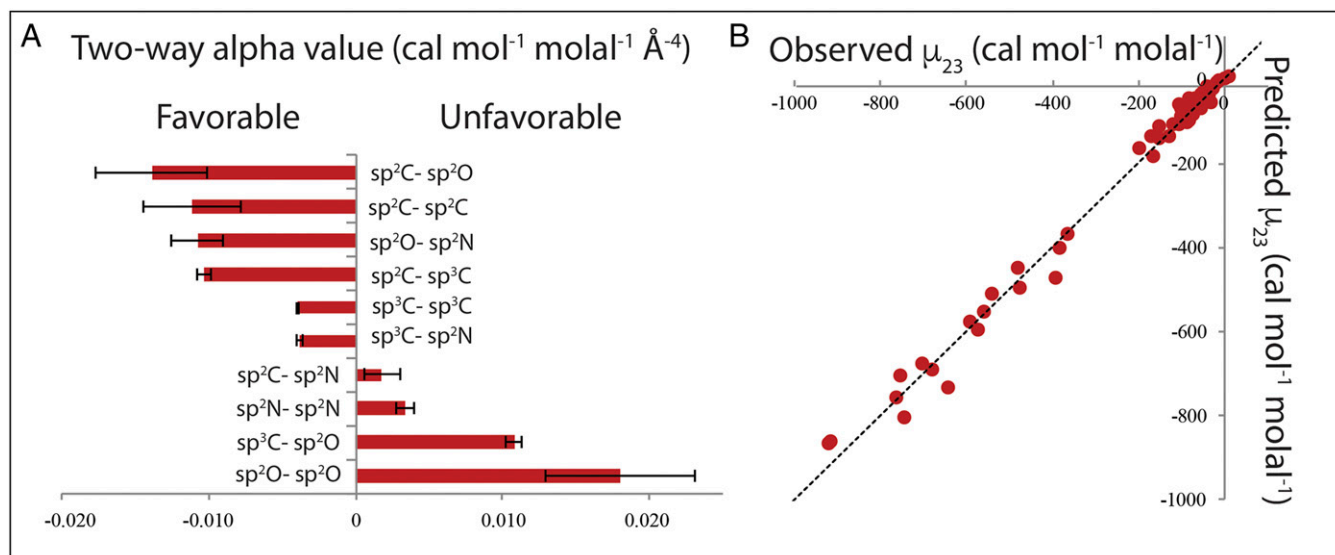 A
Two-way alpha value (cal mol⁻¹ molal⁻¹ Å⁻⁴)
Favorable
Unfavorable
sp²C- sp²O
sp²C- sp²C
sp²O- sp²N
sp²C- sp³C
sp³C- sp³C
sp³C- sp²N
sp²C- sp²N
sp²N- sp²N
sp³C- sp²O
sp²O- sp²O
-0.020
-0.010
0
0.010
0.020
B
Observed μ₂₃ (cal mol⁻¹ molal⁻¹)
-1000
-800
-600
-400
-200
0
0
-200
-400
-600
-800
-1000
Predicted μ₂₃ (cal mol⁻¹ molal⁻¹)